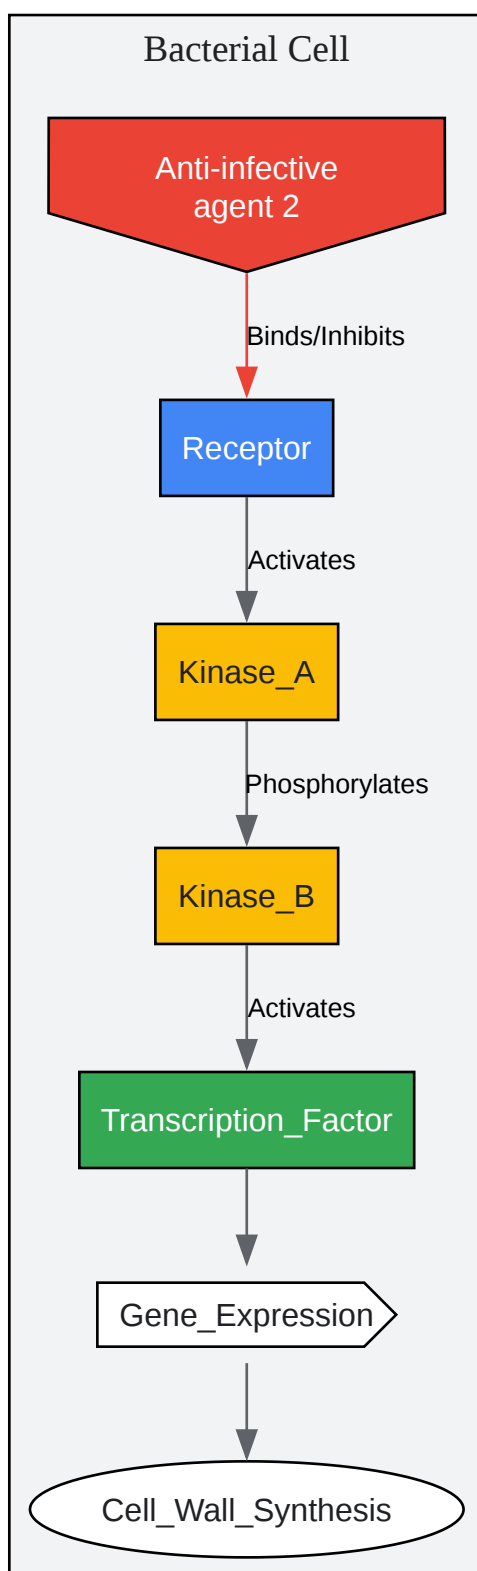 Bacterial Cell
Anti-infective
agent 2
Binds/Inhibits
Receptor
Activates
Kinase_A
Phosphorylates
Kinase_B
Activates
Transcription_Factor
Gene_Expression
Cell_Wall_Synthesis